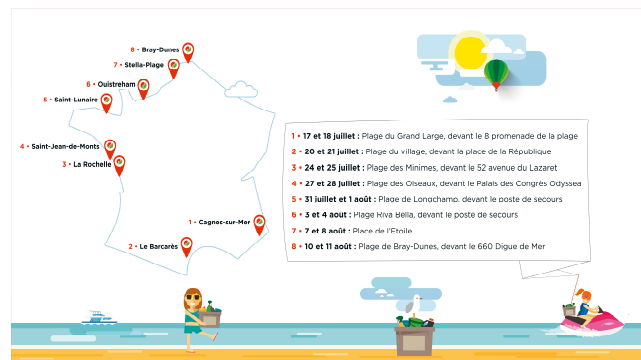 8 • Bray-Dunes
7 • Stella-Plage
6 • Ouistreham
5 • Saint-Lunaire
4 • Saint-Jean-de-Monts
3 • La Rochelle
1 • Cagnes-sur-Mer
2 • Le Barcarès
1 • 17 et 18 juillet : Plage du Grand Large, devant le 8 promenade de la plage
2 • 20 et 21 juillet : Plage du village, devant la place de la République
3 • 24 et 25 juillet : Plage des Minimes, devant le 52 avenue du Lazaret
4 • 27 et 28 juillet : Plage des Oiseaux, devant le Palais des Congrès Odyssea
5 • 31 juillet et 1 août : Plage de Longchamp, devant le poste de secours
6 • 3 et 4 août : Plage Riva Bella, devant le poste de secours
7 • 7 et 8 août : Place de l'Etoile
8 • 10 et 11 août : Plage de Bray-Dunes, devant le 660 Digue de Mer